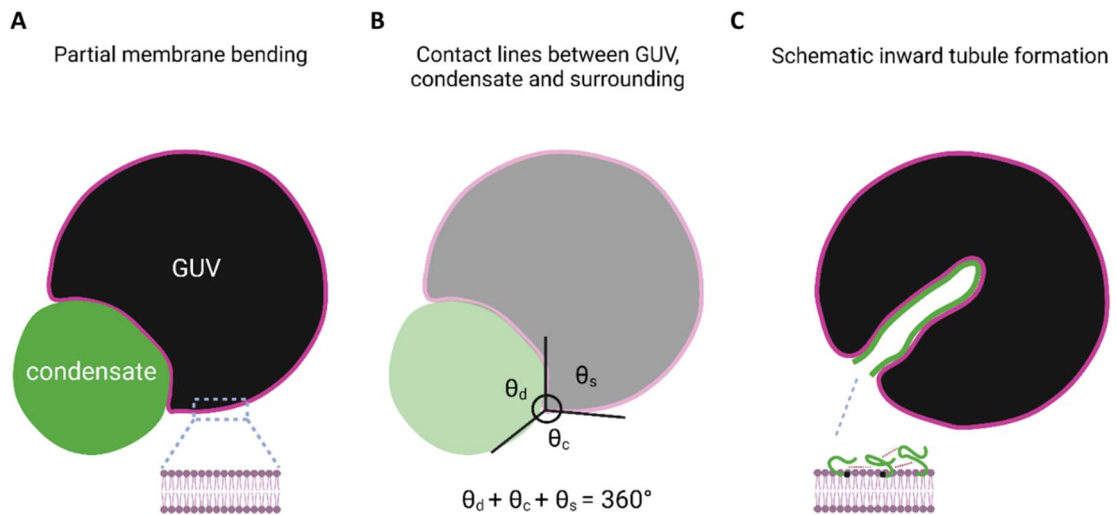 A
Partial membrane bending
GUV
condensate
B
Contact lines between GUV,
condensate and surrounding
θd
θs
θc
θd + θc + θs = 360°
C
Schematic inward tubule formation